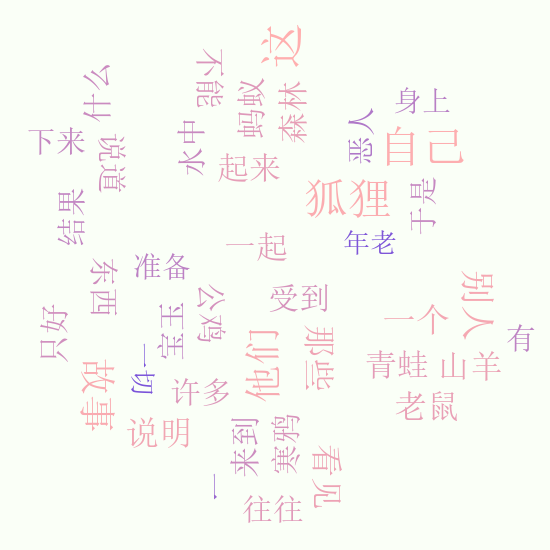 这
不能
蚂蚁
森林
什么
身上
下来
水中
恶人
说道
自己
起来
狐狸
于是
结果
一起
年老
准备
东西
宝玉
公鸡
受到
别人
一个
有
只好
他们
那些
青蛙
山羊
一切
许多
故事
老鼠
说明
来到
寒鸦
看见
一
往往